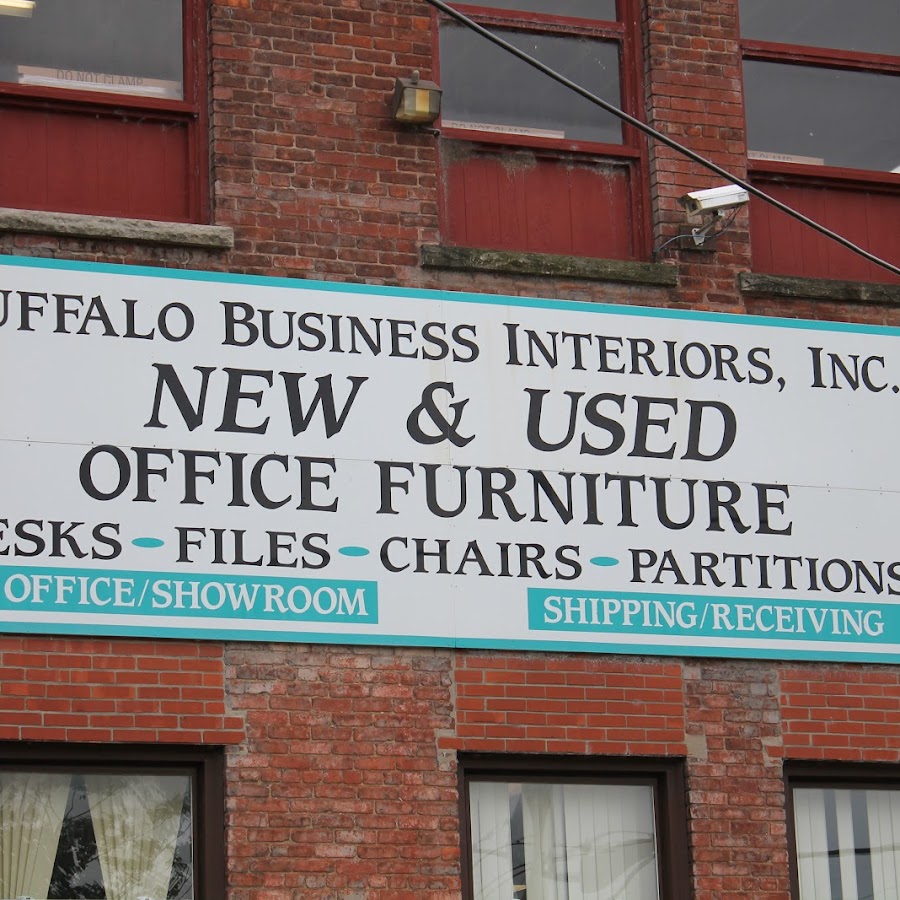 DO NOT CLAMP
UFFALO BUSINESS INTERIORS, INC.
NEW & USED
OFFICE FURNITURE
ESKS • FILES • CHAIRS • PARTITIONS
OFFICE/SHOWROOM
SHIPPING/RECEIVING